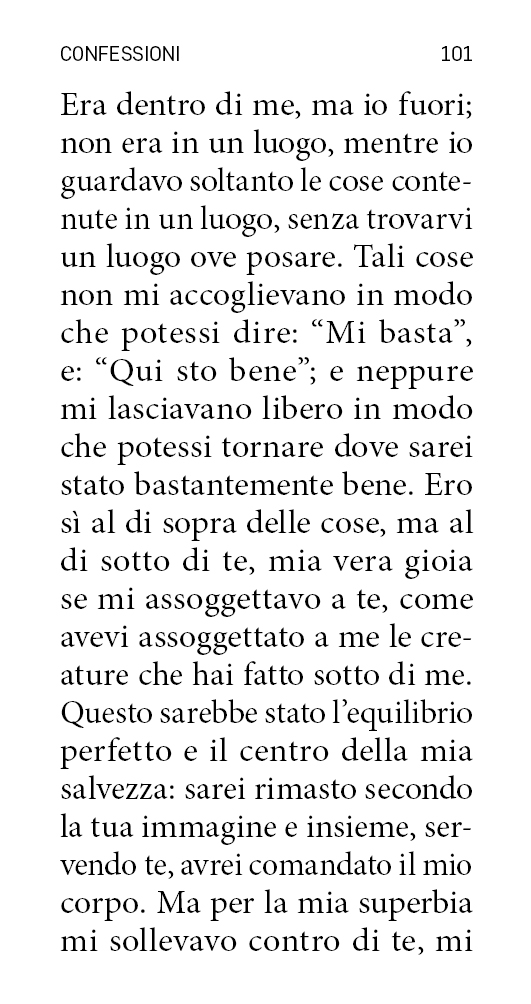 CONFESSIONI 101
Era dentro di me, ma io fuori;
non era in un luogo, mentre io
guardavo soltanto le cose conte-
nute in un luogo, senza trovarvi
un luogo ove posare. Tali cose
non mi accoglievano in modo
che potessi dire: “Mi basta”,
e: “Qui sto bene”; e neppure
mi lasciavano libero in modo
che potessi tornare dove sarei
stato bastantemente bene. Ero
sì al di sopra delle cose, ma al
di sotto di te, mia vera gioia
se mi assoggettavo a te, come
avevi assoggettato a me le cre-
ature che hai fatto sotto di me.
Questo sarebbe stato l’equilibrio
perfetto e il centro della mia
salvezza: sarei rimasto secondo
la tua immagine e insieme, ser-
vendo te, avrei comandato il mio
corpo. Ma per la mia superbia
mi sollevavo contro di te, mi